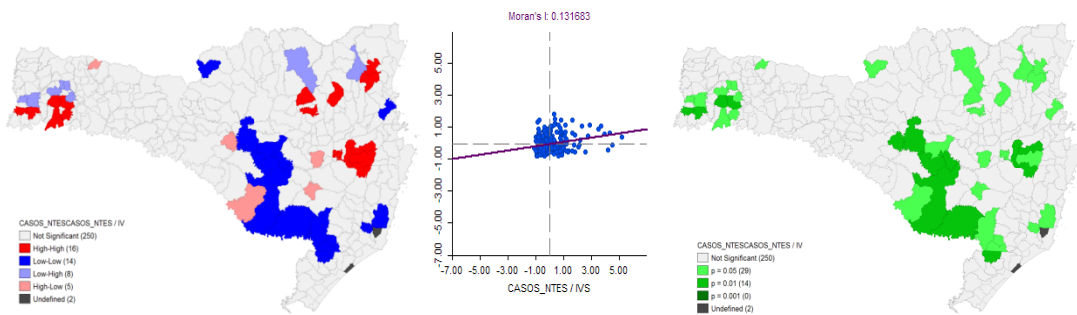 CASOS_NTESCASOS_NTES / IV
Not Significant (250)
High-High (16)
Low-Low (14)
Low-High (8)
High-Low (5)
Undefined (2)
Moran's I: 0.131683
5.00
3.00
1.00
-1.00
-3.00
-5.00
-7.00
-7.00 -5.00 -3.00 -1.00 1.00 3.00 5.00
CASOS_NTES / IVS
CASOS_NTESCASOS_NTES / IV
Not Significant (250)
p = 0.05 (29)
p = 0.01 (14)
p = 0.001 (0)
Undefined (2)